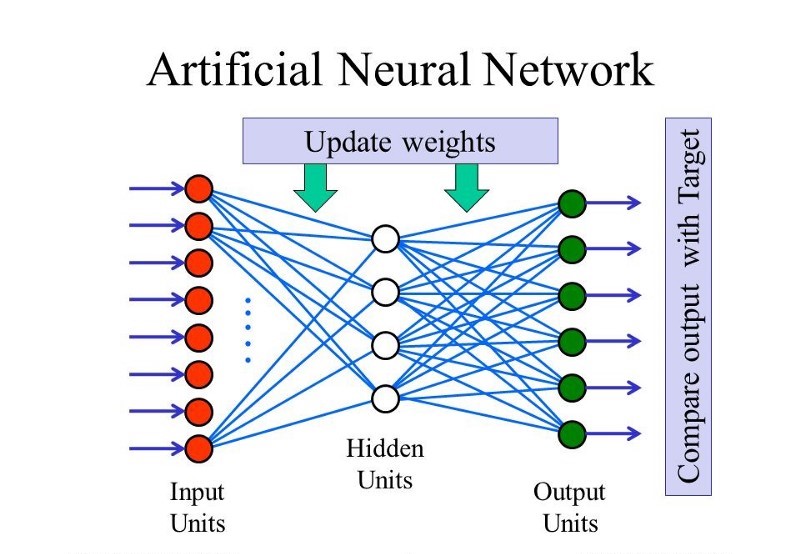 Artificial Neural Network
Update weights
Compare output with Target
Hidden
Units
Input
Units
Output
Units